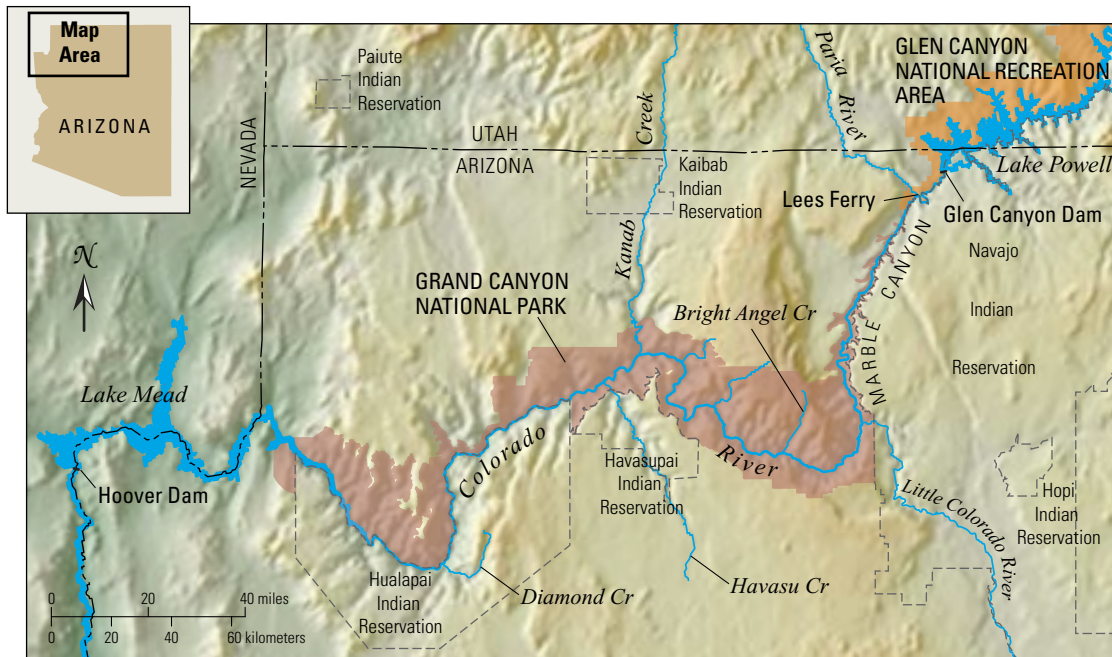 Map
Area
ARIZONA
N
Paiute
Indian
Reservation
NEVADA
UTAH
ARIZONA
Kanab Creek
Kaibab
Indian
Reservation
Paria River
GLEN CANYON
NATIONAL RECREATION
AREA
Lake Powell
Lees Ferry
Glen Canyon Dam
MARBLE CANYON
Navajo
Indian
Reservation
GRAND CANYON
NATIONAL PARK
Bright Angel Cr
Lake Mead
Hoover Dam
Colorado River
Havasupai
Indian
Reservation
Little Colorado River
Hopi
Indian
Reservation
Hualapai
Indian
Reservation
Diamond Cr
Havasu Cr
0 20 40 miles
0 20 40 60 kilometers